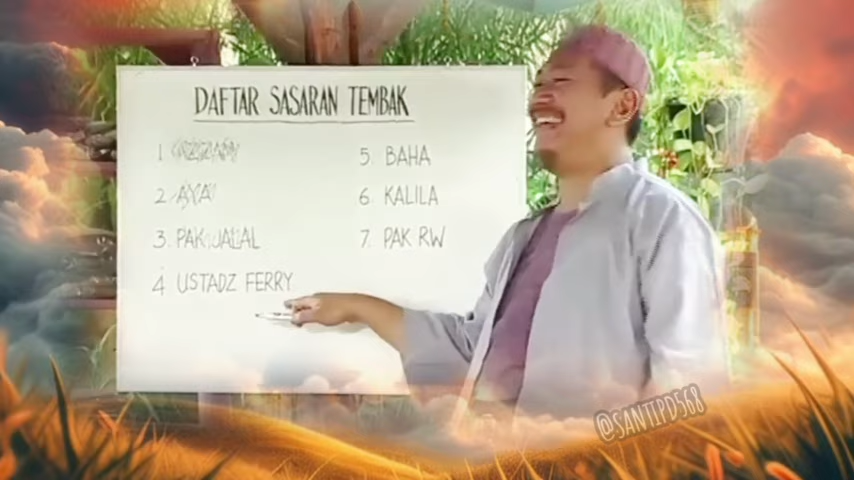 DAFTAR SASARAN TEMBAK
1
2. AYA
3. PAK JALAL
4 USTADZ FERRY
5. BAHA
6. KALILA
7. PAK RW
@SANTIPD568